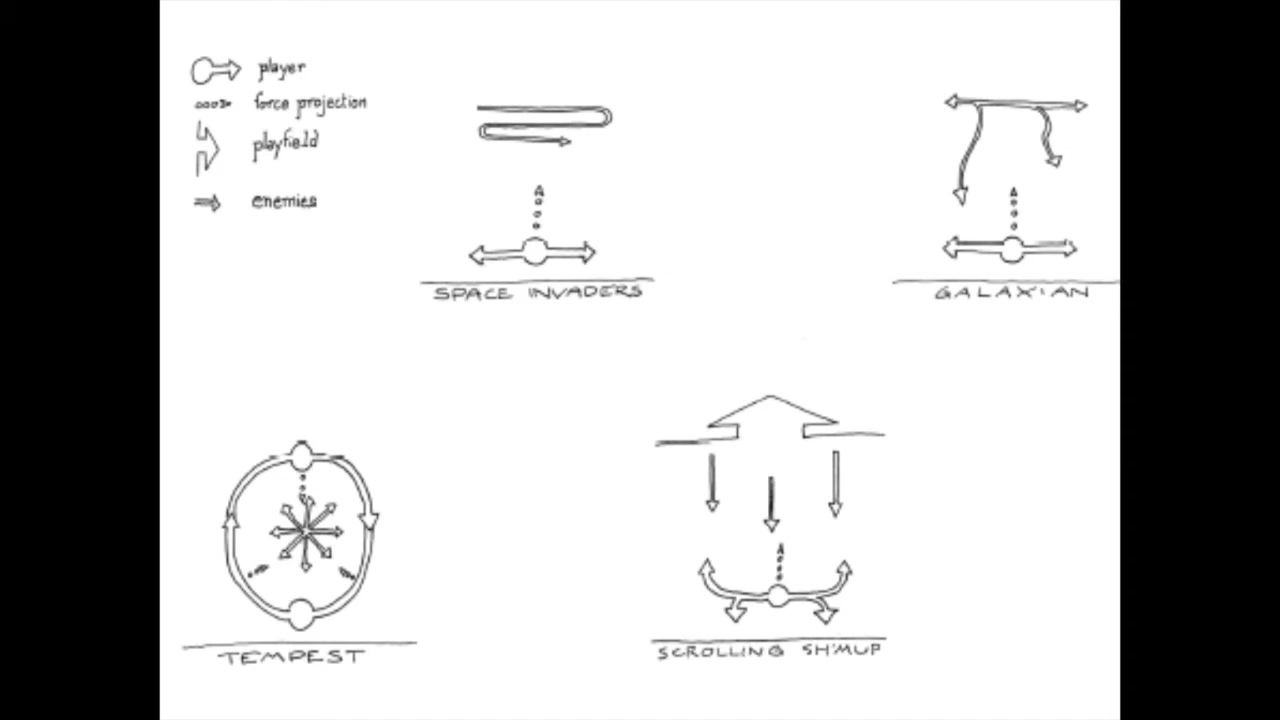 player
force projection
playfield
enemies
SPACE INVADERS
GALAXIAN
TEMPEST
SCROLLING SH'MUP